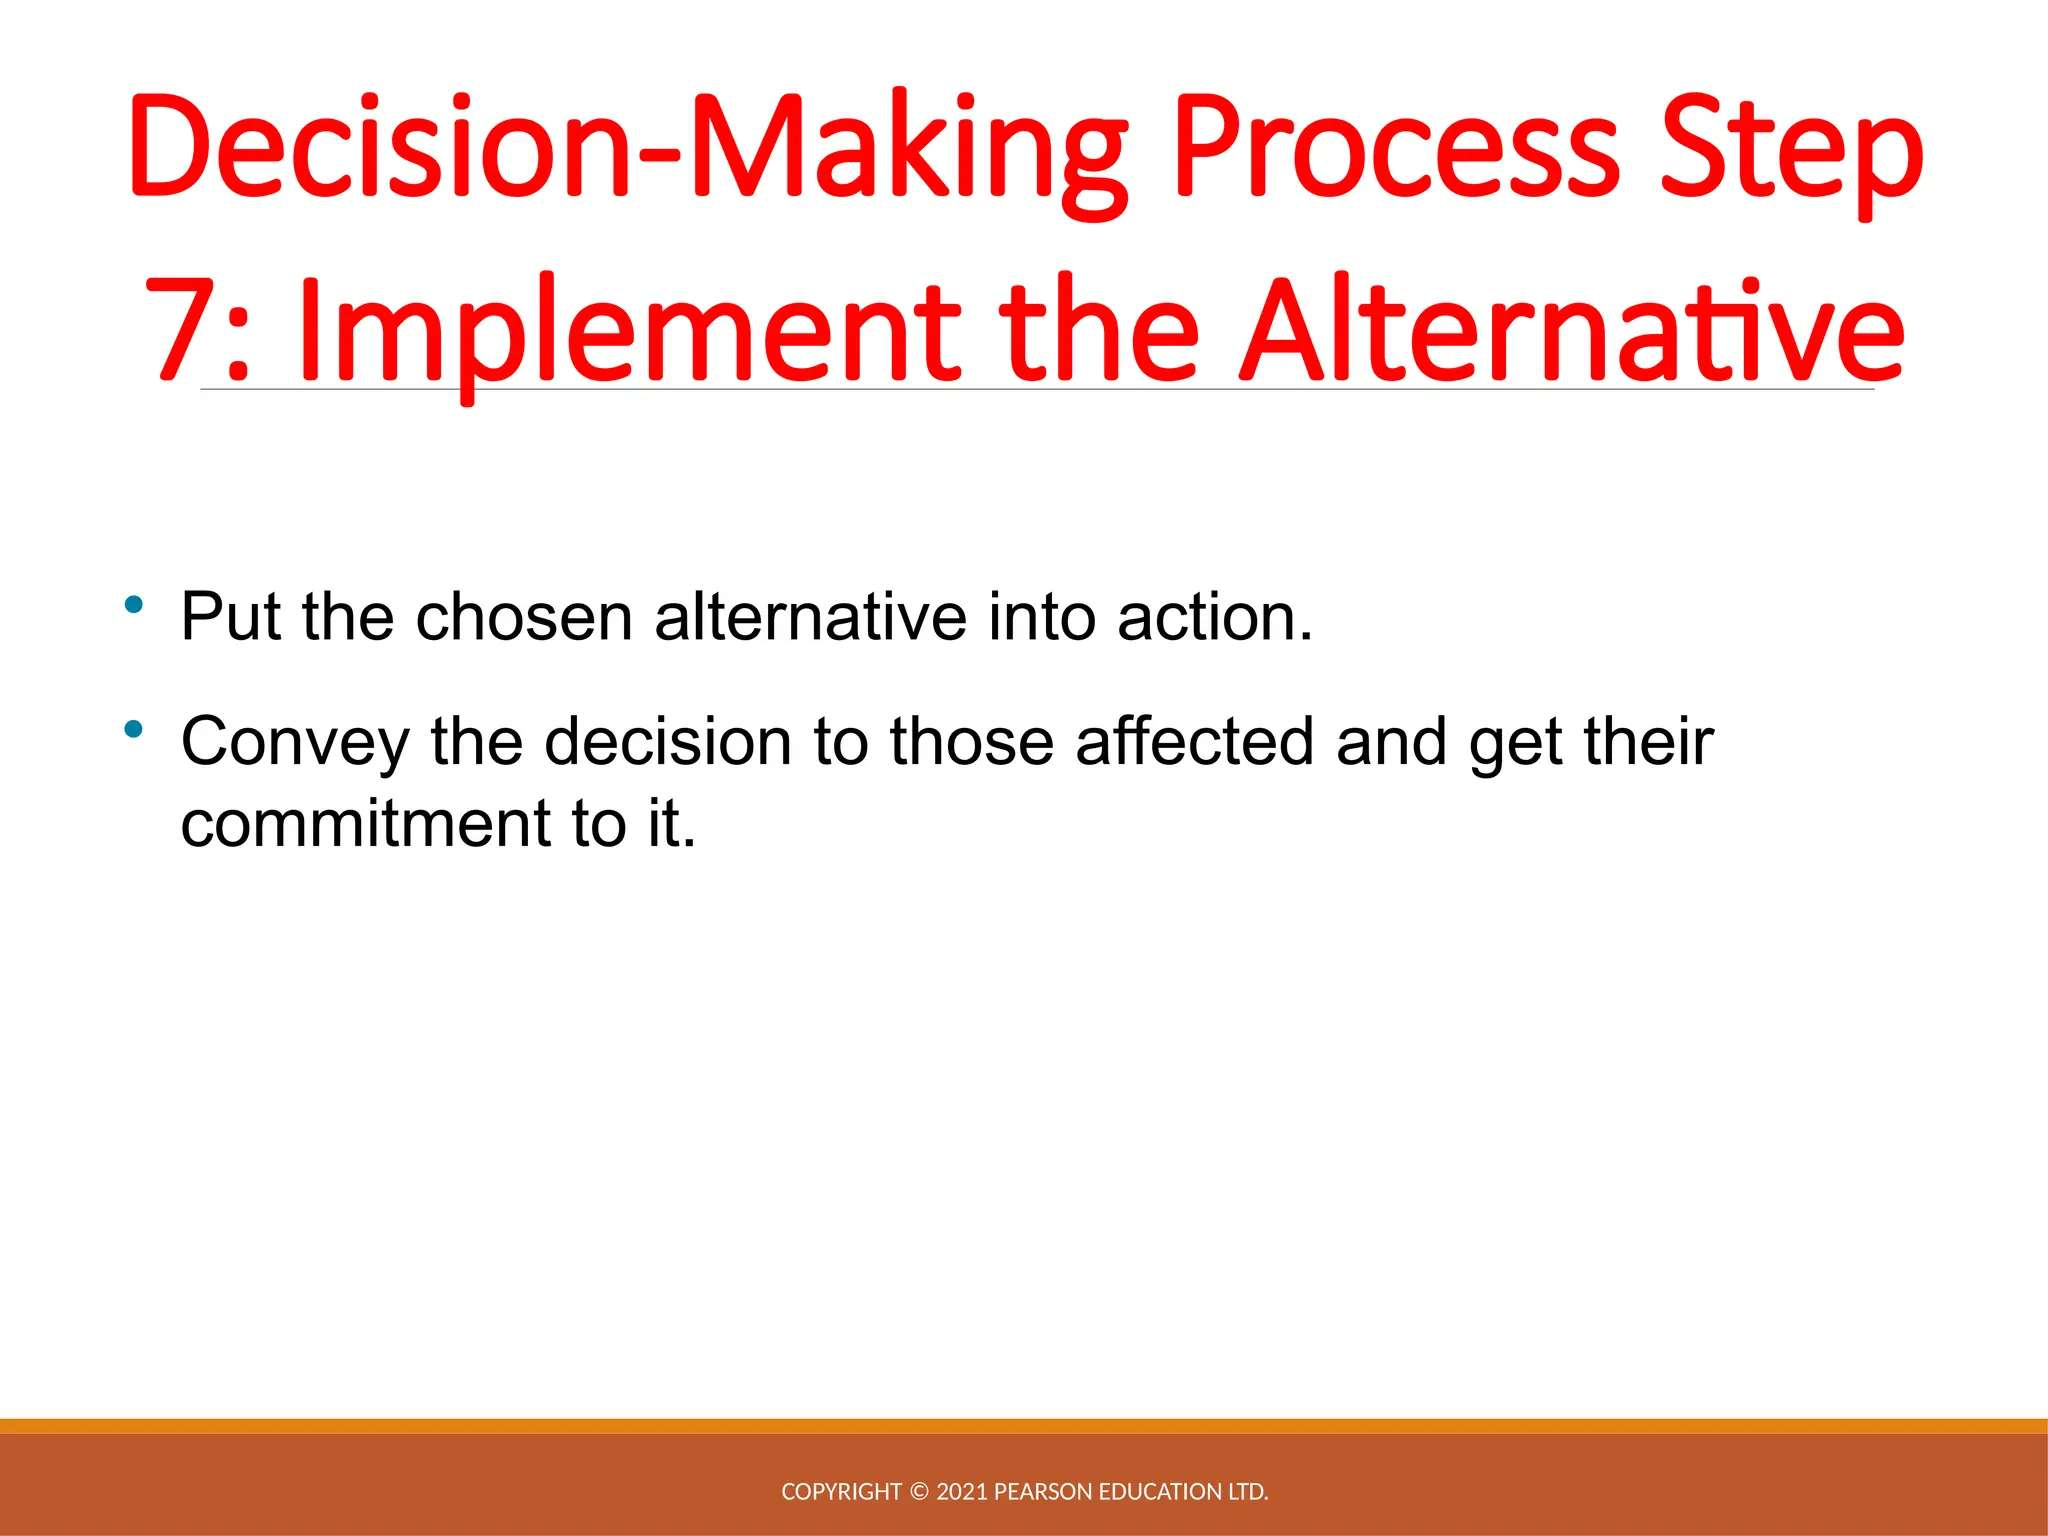 Decision-Making Process Step
7: Implement the Alternative
• Put the chosen alternative into action.
• Convey the decision to those affected and get their
commitment to it.
COPYRIGHT © 2021 PEARSON EDUCATION LTD.